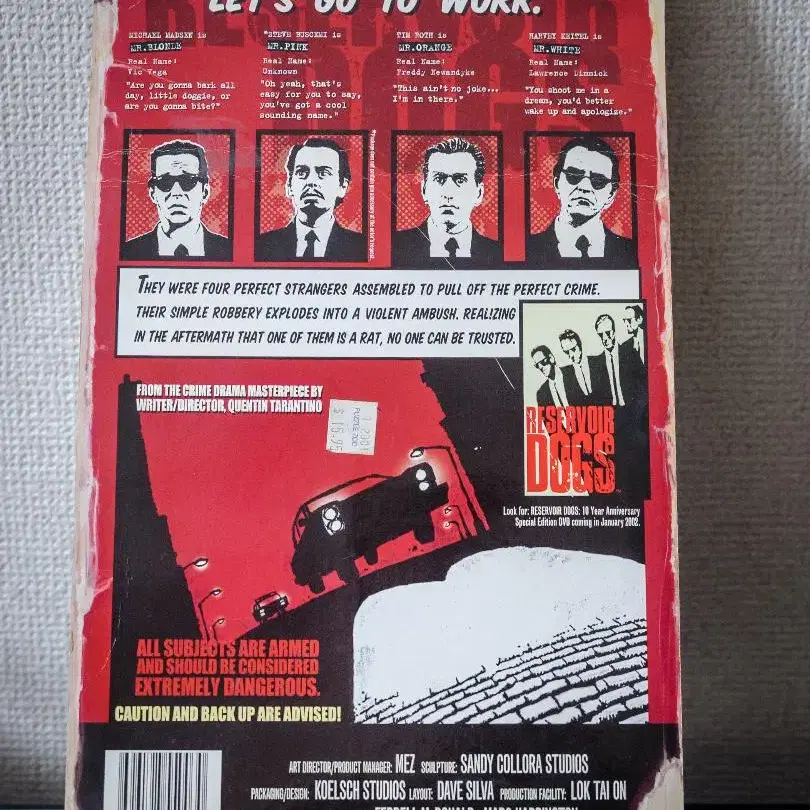 LET'S GO TO WORK.
MICHAEL MADSEN is
MR.BLONDE
Real Name:
Vic Vega
"Are you gonna bark all
day, little doggie, or
are you gonna bite?"
"STEVE BUSCEMI is
MR.PINK
Real Name:
Unknown
"Oh yeah, that's
easy for you to say,
you've got a cool
sounding name."
TIM ROTH is
MR.ORANGE
Real Name:
Freddy Newandyke
"This ain't no joke...
I'm in there."
HARVEY KEITEL is
MR.WHITE
Real Name:
Lawrence Dimmick
"You shoot me in a
dream, you'd better
wake up and apologize."
THEY WERE FOUR PERFECT STRANGERS ASSEMBLED TO PULL OFF THE PERFECT CRIME.
THEIR SIMPLE ROBBERY EXPLODES INTO A VIOLENT AMBUSH. REALIZING
IN THE AFTERMATH THAT ONE OF THEM IS A RAT, NO ONE CAN BE TRUSTED.
FROM THE CRIME DRAMA MASTERPIECE BY
WRITER/DIRECTOR, QUENTIN TARANTINO
PUZZLE ZOO
$ 15.95
RESERVOIR
DOGS
Look for: RESERVOIR DOGS: 10 Year Anniversary
Special Edition DVD coming in January 2002.
ALL SUBJECTS ARE ARMED
AND SHOULD BE CONSIDERED
EXTREMELY DANGEROUS.
CAUTION AND BACK UP ARE ADVISED!
ART DIRECTOR/PRODUCT MANAGER: MEZ SCULPTURE: SANDY COLLORA STUDIOS
PACKAGING/DESIGN: KOELSCH STUDIOS LAYOUT: DAVE SILVA PRODUCTION FACILITY: LOK TAI ON